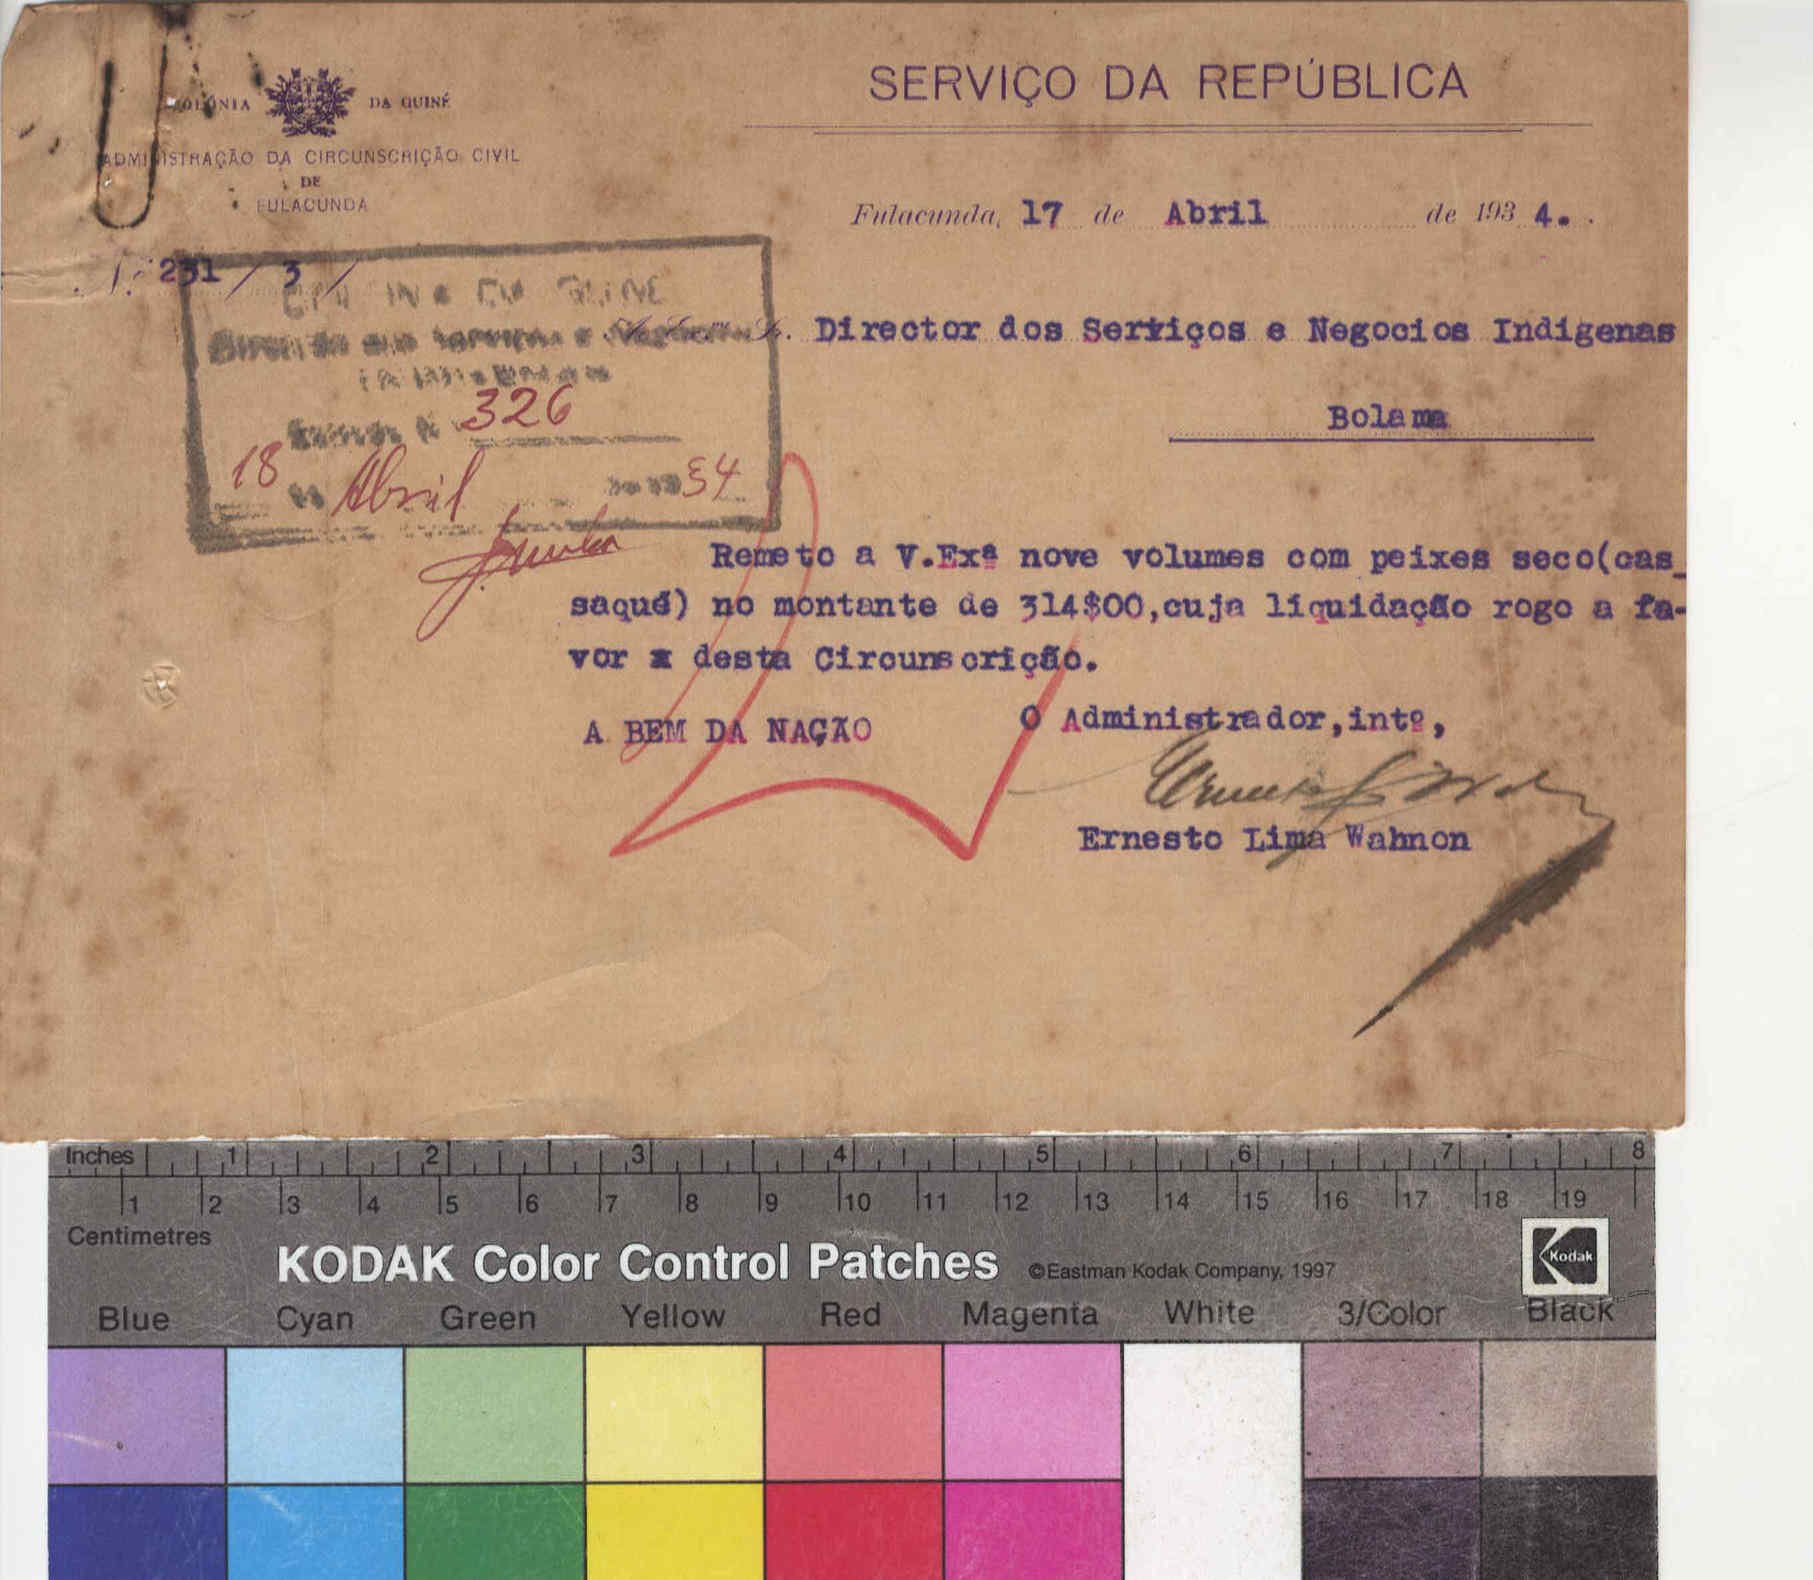 COLÓNIA DA GUINÉ
ADMINISTRAÇÃO DA CIRCUNSCRIÇÃO CIVIL
DE
FULACUNDA
SERVIÇO DA REPÚBLICA
Fulacunda, 17 de Abril de 1934.
N.º 231 / 3 /
Director dos Serviços e Negocios Indigenas
Bolama
326
18 Abril 34
Remeto a V.Exª nove volumes com peixes seco(cas_
saqué) no montante de 314$00,cuja liquidação rogo a fa-
vor x desta Circunscrição.
A BEM DA NAÇÃO
O Administrador,intº,
Ernesto Lima Wahnon
Inches 1 2 3 4 5 6 7 8
1 2 3 4 5 6 7 8 9 10 11 12 13 14 15 16 17 18 19
Centimetres
KODAK Color Control Patches ©Eastman Kodak Company, 1997 Kodak
Blue Cyan Green Yellow Red Magenta White 3/Color Black